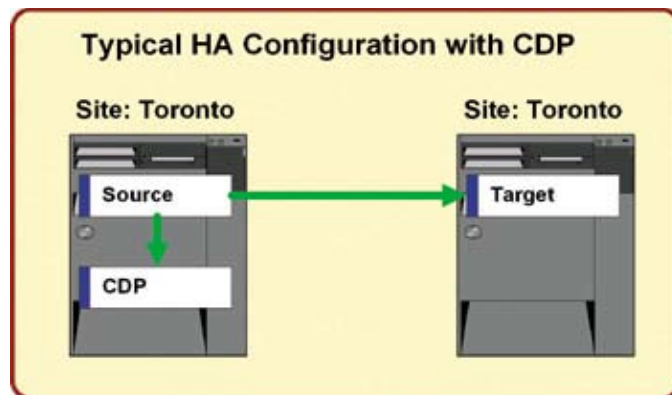 Typical HA Configuration with CDP
Site: Toronto
Site: Toronto
Source
Target
CDP